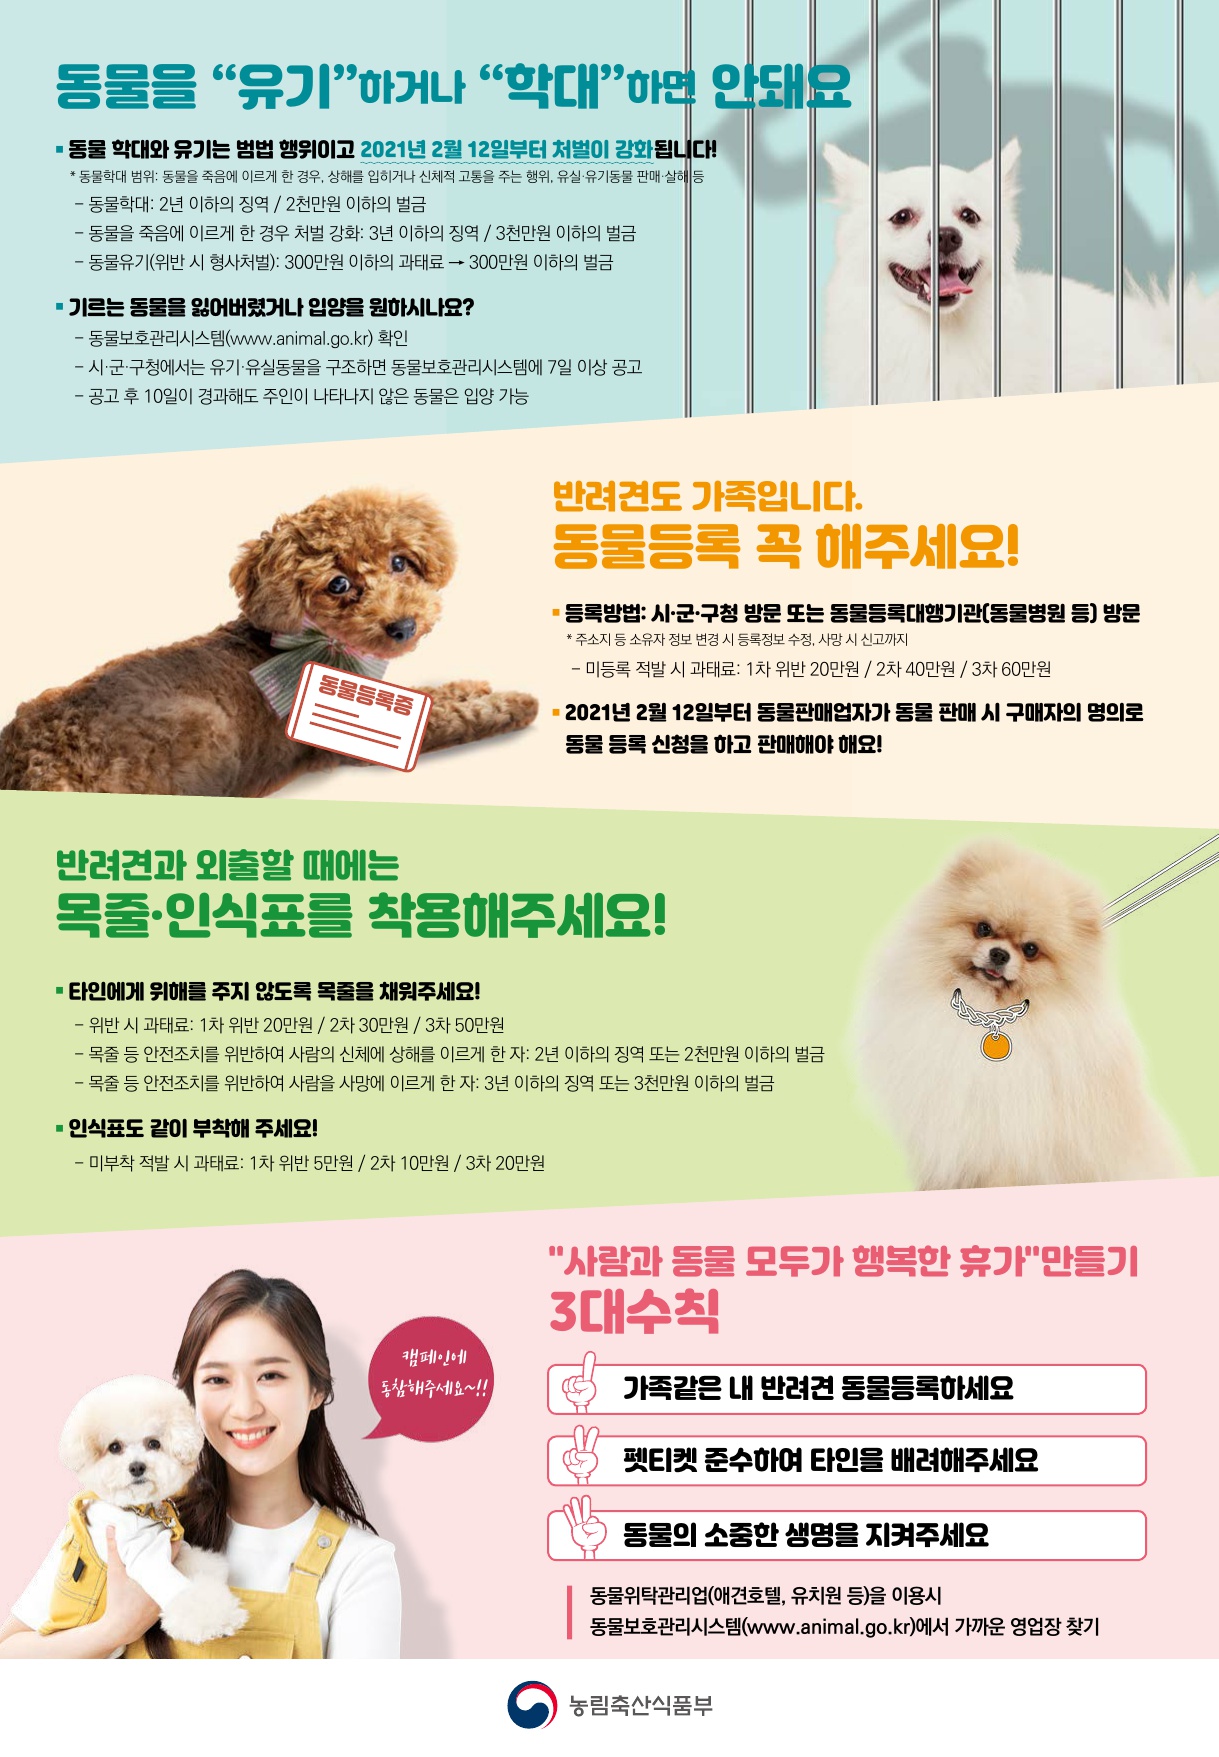 동물을 “유기”하거나 “학대”하면 안돼요
▪ 동물 학대와 유기는 범법 행위이고 2021년 2월 12일부터 처벌이 강화됩니다!
* 동물학대 범위: 동물을 죽음에 이르게 한 경우, 상해를 입히거나 신체적 고통을 주는 행위, 유실·유기동물 판매·살해 등
– 동물학대: 2년 이하의 징역 / 2천만원 이하의 벌금
– 동물을 죽음에 이르게 한 경우 처벌 강화: 3년 이하의 징역 / 3천만원 이하의 벌금
– 동물유기(위반 시 형사처벌): 300만원 이하의 과태료 → 300만원 이하의 벌금
▪ 기르는 동물을 잃어버렸거나 입양을 원하시나요?
– 동물보호관리시스템(www.animal.go.kr) 확인
– 시·군·구청에서는 유기·유실동물을 구조하면 동물보호관리시스템에 7일 이상 공고
– 공고 후 10일이 경과해도 주인이 나타나지 않은 동물은 입양 가능
반려견도 가족입니다.
동물등록 꼭 해주세요!
▪ 등록방법: 시·군·구청 방문 또는 동물등록대행기관(동물병원 등) 방문
* 주소지 등 소유자 정보 변경 시 등록정보 수정, 사망 시 신고까지
– 미등록 적발 시 과태료: 1차 위반 20만원 / 2차 40만원 / 3차 60만원
▪ 2021년 2월 12일부터 동물판매업자가 동물 판매 시 구매자의 명의로
동물 등록 신청을 하고 판매해야 해요!
동물등록증
반려견과 외출할 때에는
목줄·인식표를 착용해주세요!
▪ 타인에게 위해를 주지 않도록 목줄을 채워주세요!
– 위반 시 과태료: 1차 위반 20만원 / 2차 30만원 / 3차 50만원
– 목줄 등 안전조치를 위반하여 사람의 신체에 상해를 이르게 한 자: 2년 이하의 징역 또는 2천만원 이하의 벌금
– 목줄 등 안전조치를 위반하여 사람을 사망에 이르게 한 자: 3년 이하의 징역 또는 3천만원 이하의 벌금
▪ 인식표도 같이 부착해 주세요!
– 미부착 적발 시 과태료: 1차 위반 5만원 / 2차 10만원 / 3차 20만원
"사람과 동물 모두가 행복한 휴가"만들기
3대수칙
캠페인에
동참해주세요~!!
가족같은 내 반려견 동물등록하세요
펫티켓 준수하여 타인을 배려해주세요
동물의 소중한 생명을 지켜주세요
동물위탁관리업(애견호텔, 유치원 등)을 이용시
동물보호관리시스템(www.animal.go.kr)에서 가까운 영업장 찾기
농림축산식품부